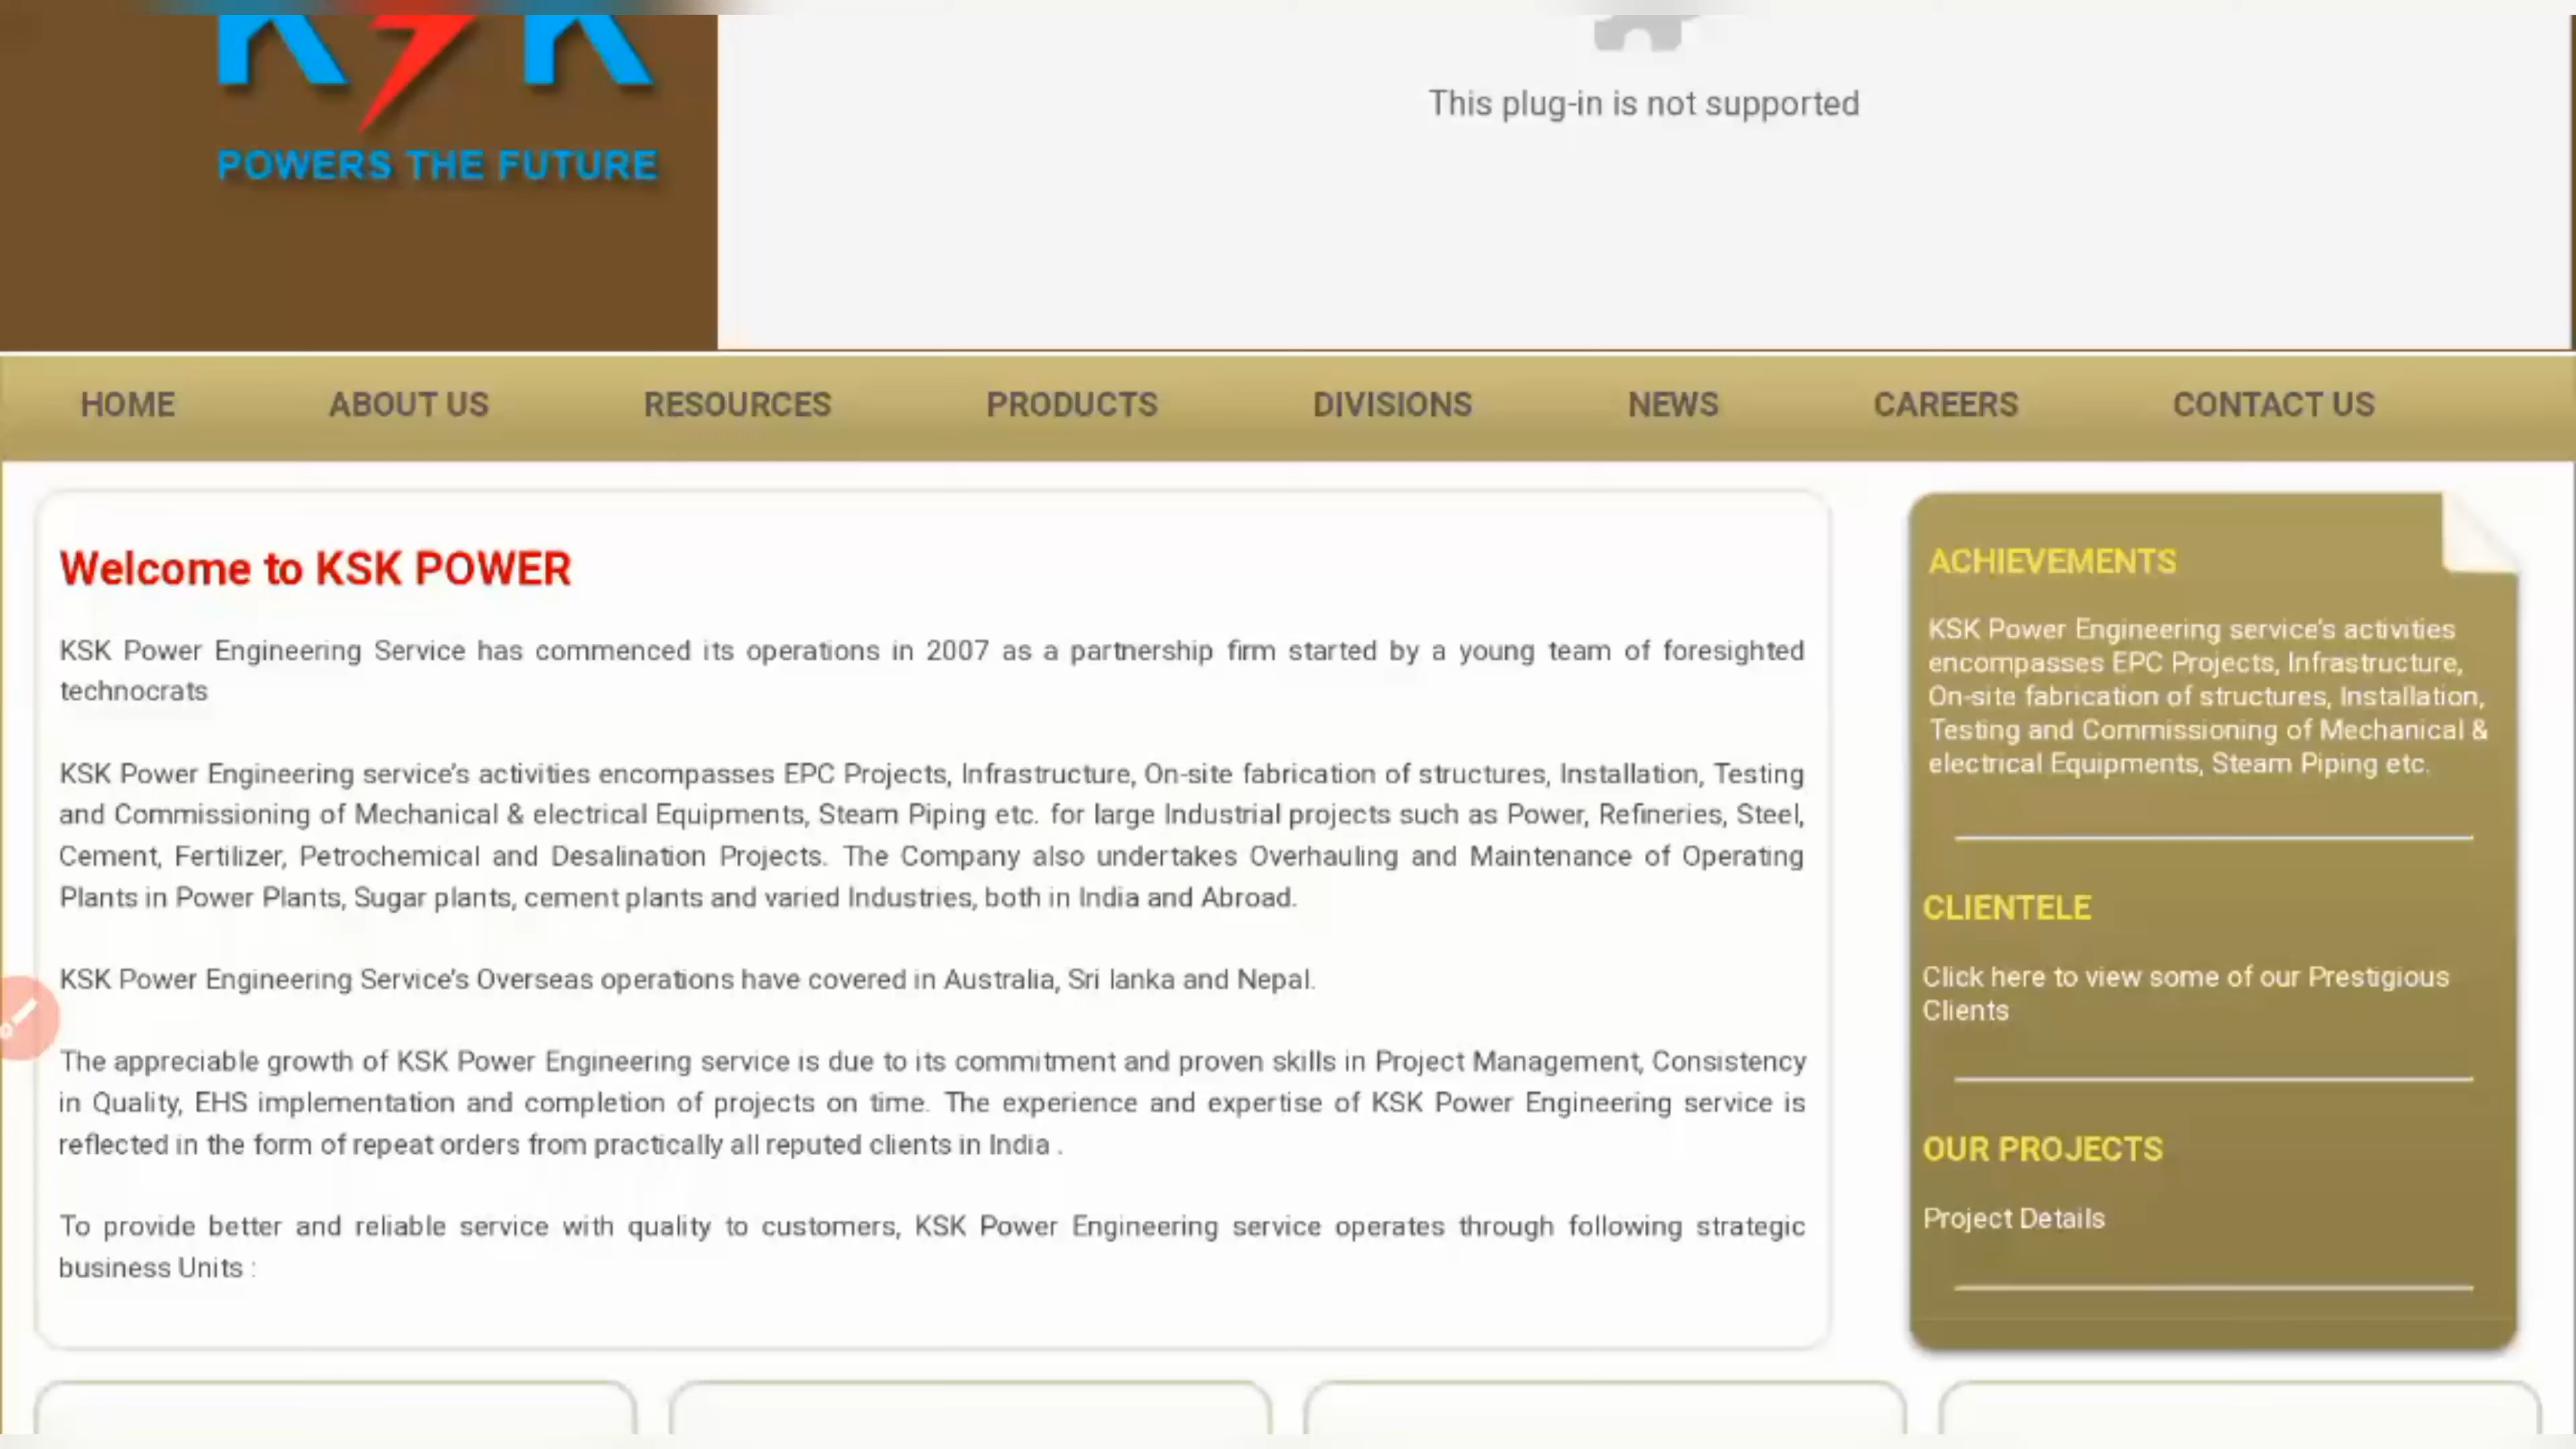 KSK
POWERS THE FUTURE
This plug-in is not supported
HOME ABOUT US RESOURCES PRODUCTS DIVISIONS NEWS CAREERS CONTACT US
Welcome to KSK POWER
KSK Power Engineering Service has commenced its operations in 2007 as a partnership firm started by a young team of foresighted
technocrats
KSK Power Engineering service's activities encompasses EPC Projects, Infrastructure, On-site fabrication of structures, Installation, Testing
and Commissioning of Mechanical & electrical Equipments, Steam Piping etc. for large Industrial projects such as Power, Refineries, Steel,
Cement, Fertilizer, Petrochemical and Desalination Projects. The Company also undertakes Overhauling and Maintenance of Operating
Plants in Power Plants, Sugar plants, cement plants and varied Industries, both in India and Abroad.
KSK Power Engineering Service's Overseas operations have covered in Australia, Sri lanka and Nepal.
The appreciable growth of KSK Power Engineering service is due to its commitment and proven skills in Project Management, Consistency
in Quality, EHS implementation and completion of projects on time. The experience and expertise of KSK Power Engineering service is
reflected in the form of repeat orders from practically all reputed clients in India .
To provide better and reliable service with quality to customers, KSK Power Engineering service operates through following strategic
business Units :
ACHIEVEMENTS
KSK Power Engineering service's activities
encompasses EPC Projects, Infrastructure,
On-site fabrication of structures, Installation,
Testing and Commissioning of Mechanical &
electrical Equipments, Steam Piping etc.
CLIENTELE
Click here to view some of our Prestigious
Clients
OUR PROJECTS
Project Details